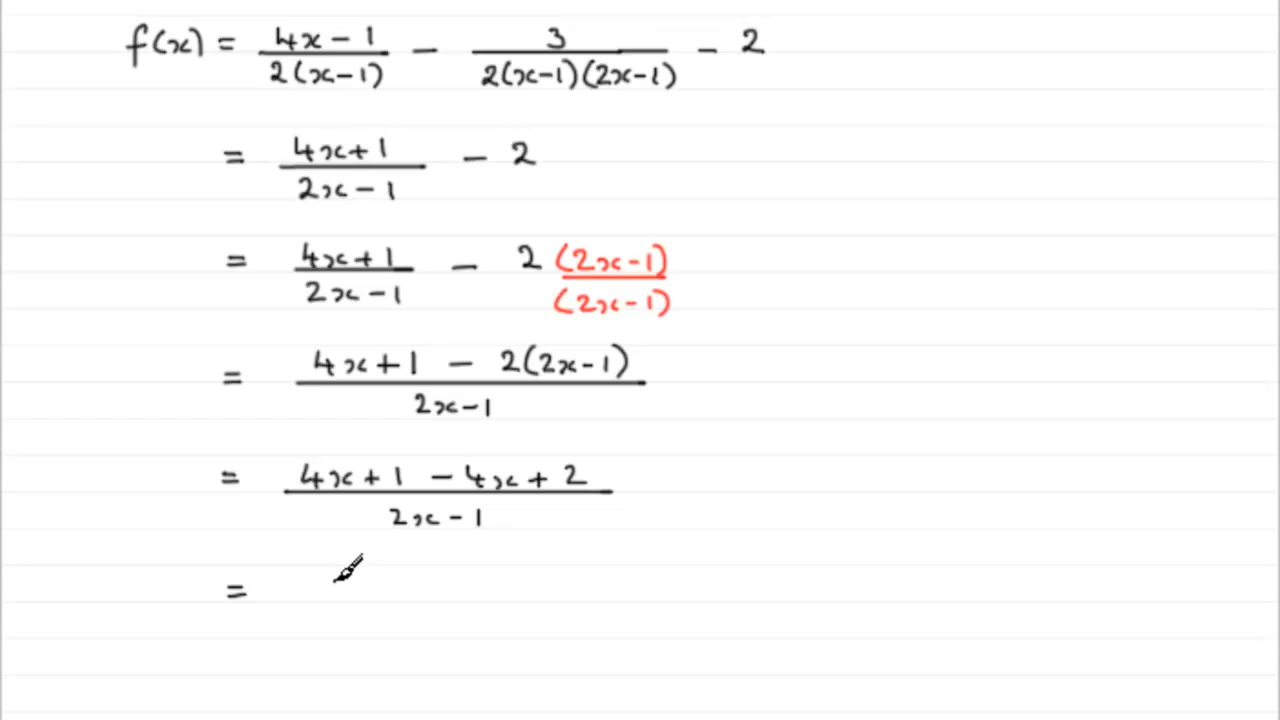 f(x) = (4x - 1)/(2(x-1)) - 3/(2(x-1)(2x-1)) - 2
= (4x+1)/(2x-1) - 2
= (4x+1)/(2x-1) - 2 (2x-1)/(2x-1)
= (4x+1 - 2(2x-1))/(2x-1)
= (4x+1 - 4x+2)/(2x-1)
=